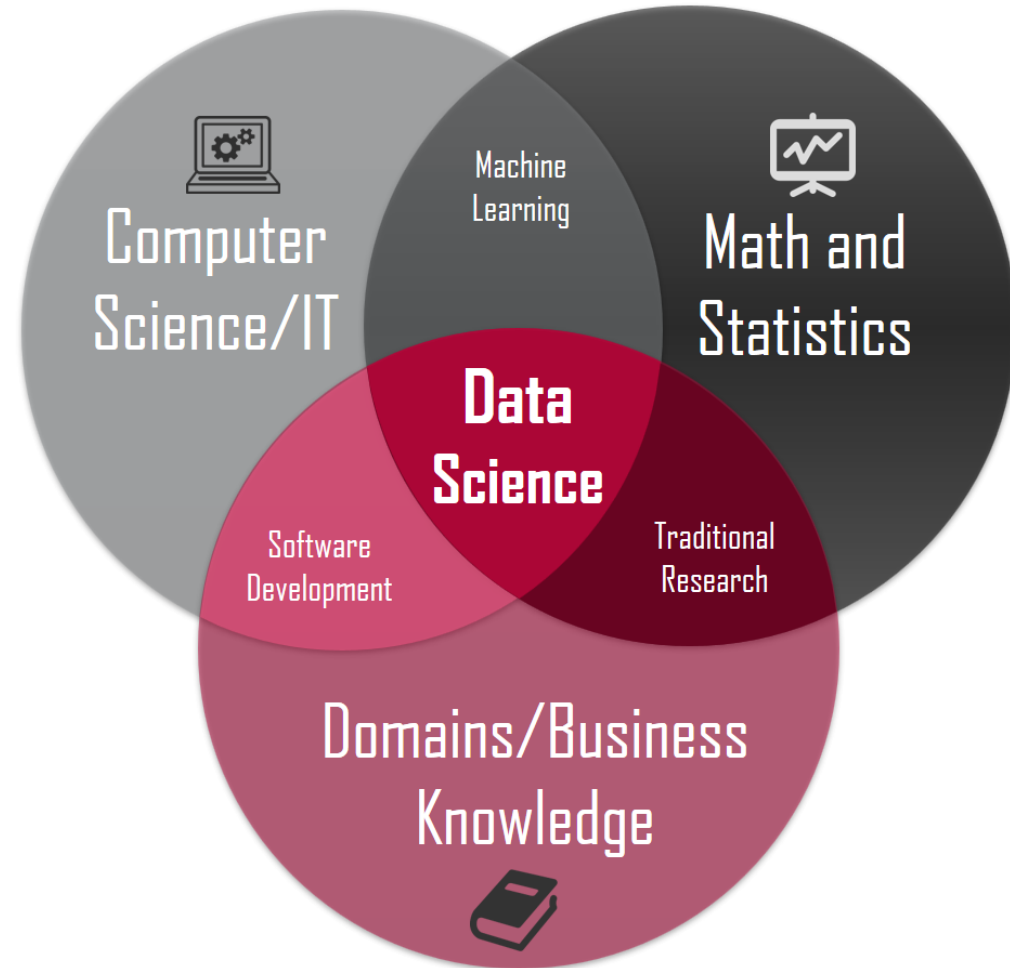 Machine
Learning
Computer
Science/IT
Math and
Statistics
Data
Science
Software
Development
Traditional
Research
Domains/Business
Knowledge